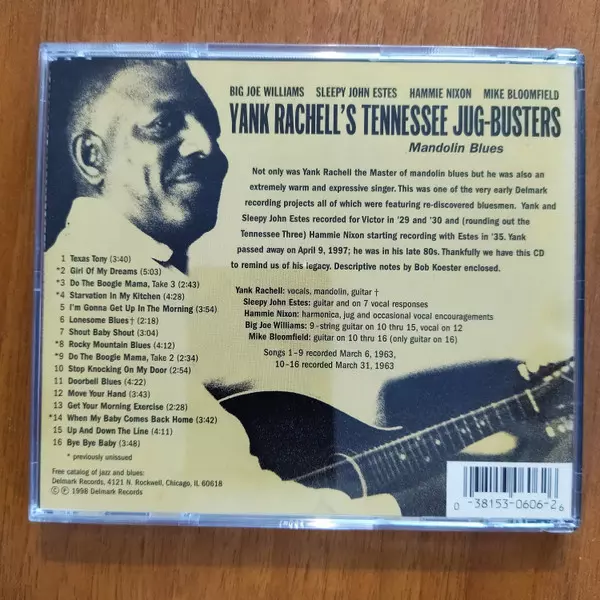 BIG JOE WILLIAMS SLEEPY JOHN ESTES HAMMIE NIXON MIKE BLOOMFIELD
YANK RACHELL'S TENNESSEE JUG-BUSTERS
Mandolin Blues
Not only was Yank Rachell the Master of mandolin blues but he was also an
extremely warm and expressive singer. This was one of the very early Delmark
recording projects all of which were featuring re-discovered bluesmen. Yank and
Sleepy John Estes recorded for Victor in '29 and '30 and (rounding out the
Tennessee Three) Hammie Nixon starting recording with Estes in '35. Yank
passed away on April 9, 1997; he was in his late 80s. Thankfully we have this CD
to remind us of his legacy. Descriptive notes by Bob Koester enclosed.
Yank Rachell: vocals, mandolin, guitar †
Sleepy John Estes: guitar and on 7 vocal responses
Hammie Nixon: harmonica, jug and occasional vocal encouragements
Big Joe Williams: 9-string guitar on 10 thru 15, vocal on 12
Mike Bloomfield: guitar on 10 thru 16 (only guitar on 16)
Songs 1-9 recorded March 6, 1963,
10-16 recorded March 31, 1963
1 Texas Tony (3:40)
*2 Girl Of My Dreams (5:03)
*3 Do The Boogie Mama, Take 3 (2:43)
*4 Starvation In My Kitchen (4:28)
5 I'm Gonna Get Up In The Morning (3:54)
6 Lonesome Blues† (2:18)
7 Shout Baby Shout (3:04)
*8 Rocky Mountain Blues (4:12)
*9 Do The Boogie Mama, Take 2 (2:34)
10 Stop Knocking On My Door (2:54)
11 Doorbell Blues (4:22)
12 Move Your Hand (3:43)
13 Get Your Morning Exercise (2:28)
*14 When My Baby Comes Back Home (3:42)
15 Up And Down The Line (4:11)
16 Bye Bye Baby (3:48)
* previously unissued
Free catalog of jazz and blues:
Delmark Records, 4121 N. Rockwell, Chicago, IL 60618
© ℗ 1998 Delmark Records
0 38153-0606-2 6